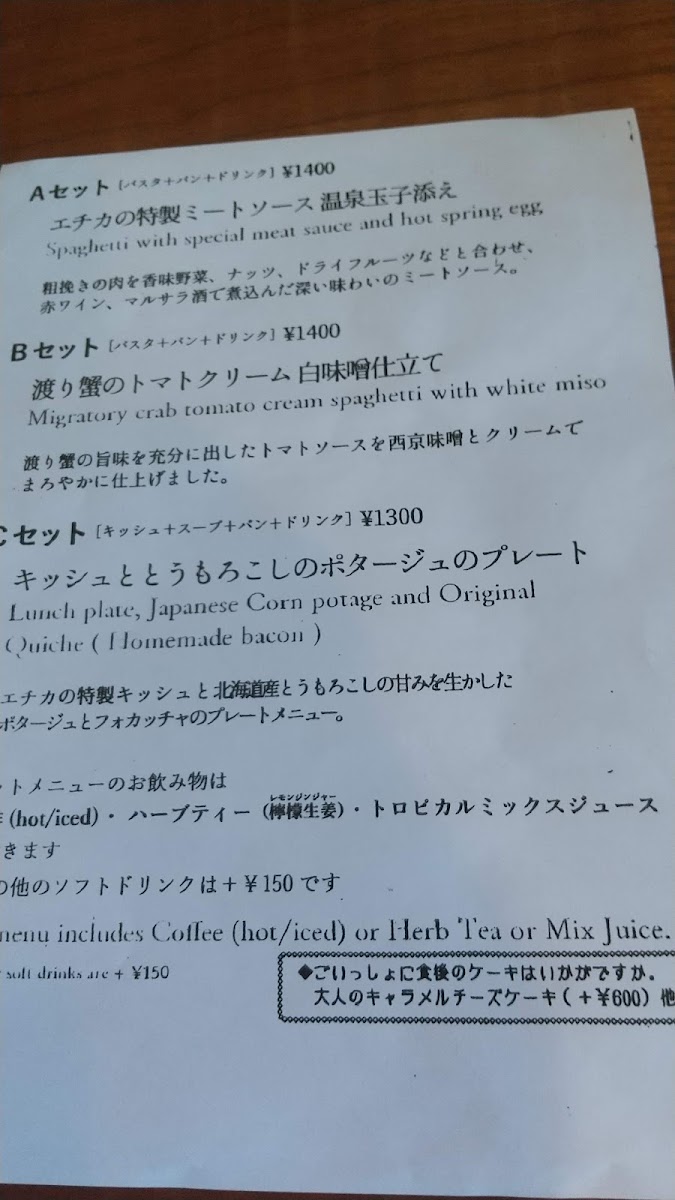 Aセット [パスタ+パン+ドリンク] ¥1400
エチカの特製ミートソース 温泉玉子添え
Spaghetti with special meat sauce and hot spring egg
粗挽きの肉を香味野菜、ナッツ、ドライフルーツなどと合わせ、
赤ワイン、マルサラ酒で煮込んだ深い味わいのミートソース。
Bセット [パスタ+パン+ドリンク] ¥1400
渡り蟹のトマトクリーム 白味噌仕立て
Migratory crab tomato cream spaghetti with white miso
渡り蟹の旨味を充分に出したトマトソースを西京味噌とクリームで
まろやかに仕上げました。
Cセット [キッシュ+スープ+パン+ドリンク] ¥1300
キッシュととうもろこしのポタージュのプレート
Lunch plate, Japanese Corn potage and Original
Quiche ( Homemade bacon )
エチカの特製キッシュと北海道産とうもろこしの甘みを生かした
ポタージュとフォカッチャのプレートメニュー。
ットメニューのお飲み物は
(hot/iced)・ハーブティー(檸檬生姜)・トロピカルミックスジュース
レモンジンジャー
きます
の他のソフトドリンクは+¥150です
menu includes Coffee (hot/iced) or Herb Tea or Mix Juice.
soft drinks are + ¥150
◆ごいっしょに食後のケーキはいかがですか。
大人のキャラメルチーズケーキ(+¥600)他